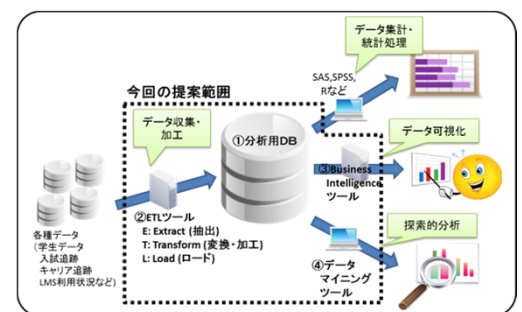 データ集計・
統計処理
SAS,SPSS,
Rなど
今回の提案範囲
データ収集・
加工
①分析用DB
データ可視化
③Business
Intelligence
ツール
②ETLツール
E: Extract (抽出)
T: Transform (変換・加工)
L: Load (ロード)
各種データ
(学生データ
入試追跡
キャリア追跡
LMS利用状況など)
探索的分析
④データ
マイニング
ツール